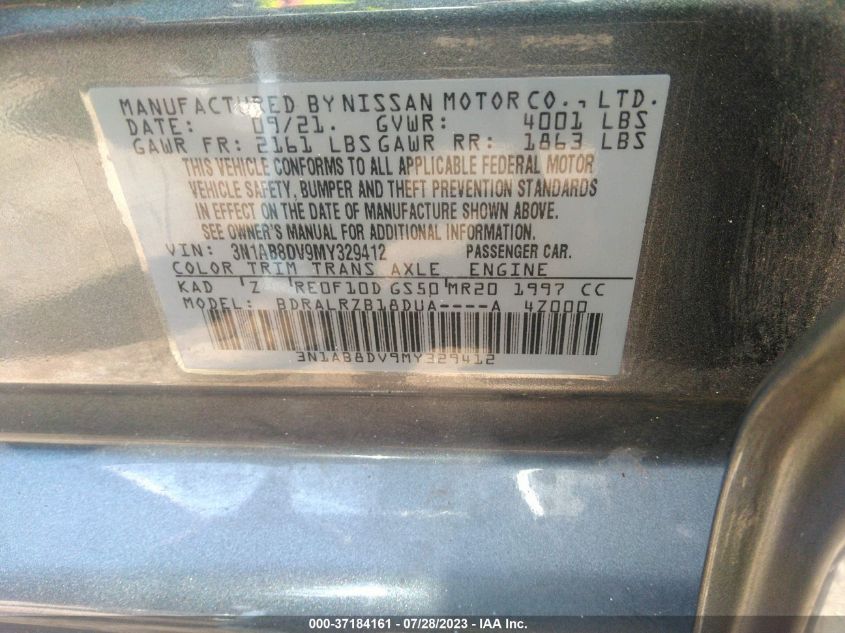 MANUFACTURED BY NISSAN MOTOR CO., LTD.
DATE: 09/21. GVWR: 4001 LBS
GAWR FR: 2161 LBS GAWR RR: 1863 LBS
THIS VEHICLE CONFORMS TO ALL APPLICABLE FEDERAL MOTOR
VEHICLE SAFETY, BUMPER AND THEFT PREVENTION STANDARDS
IN EFFECT ON THE DATE OF MANUFACTURE SHOWN ABOVE.
SEE OWNER'S MANUAL FOR ADDITIONAL INFORMATION.
VIN: 3N1AB8DV9MY329412 PASSENGER CAR.
COLOR TRIM TRANS AXLE ENGINE
KAD 'Z 'RE0F10D GS50'MR20 1997 CC
MODEL: BDRALRZB18DUA----A 4Z000
3N1AB8DV9MY329412
000-37184161 - 07/28/2023 - IAA Inc.